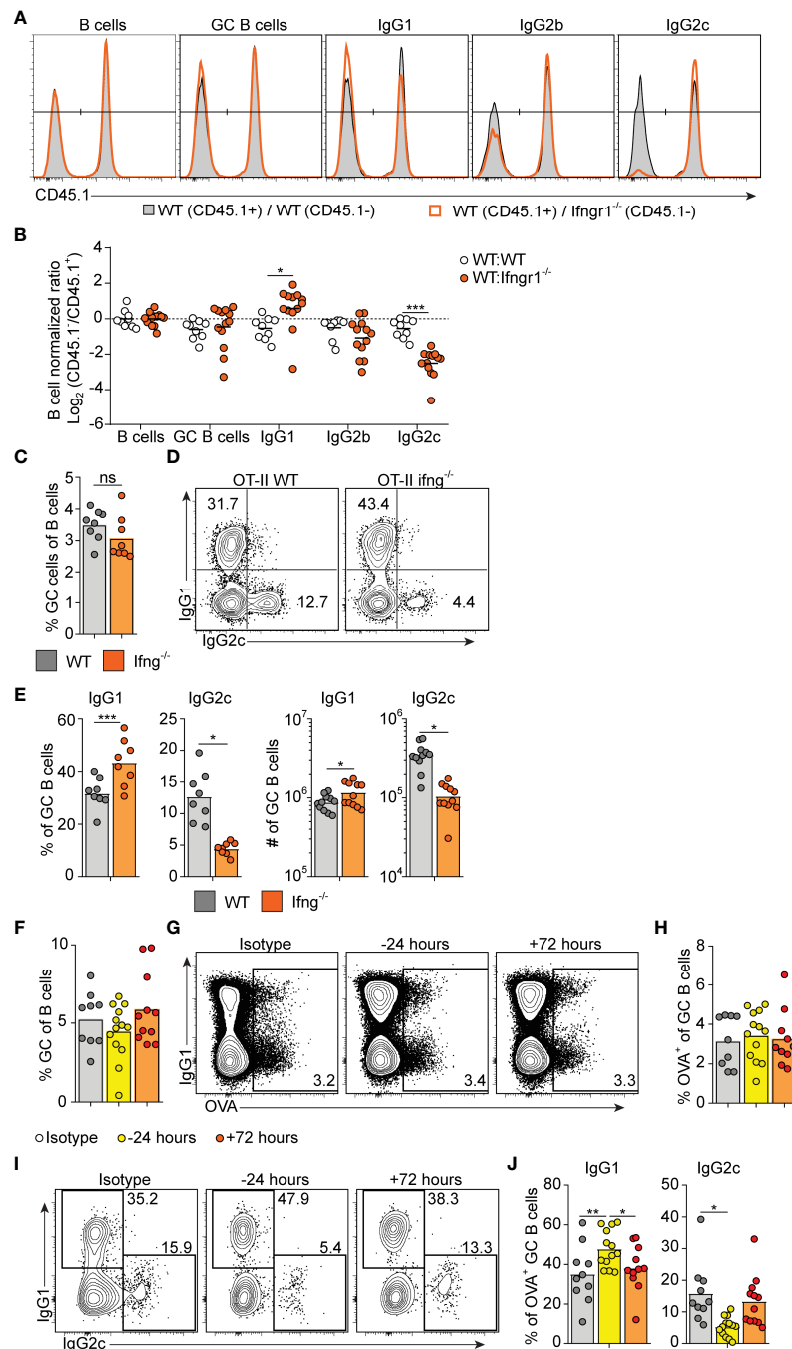 A
B cells
GC B cells
IgG1
IgG2b
IgG2c
CD45.1
WT (CD45.1+) / WT (CD45.1-)
WT (CD45.1+) / Ifngr1-/- (CD45.1-)
B
B cell normalized ratio
Log2 (CD45.1-/CD45.1+)
4
2
0
-2
-4
-6
*
***
WT:WT
WT:Ifngr1-/-
B cells
GC B cells
IgG1
IgG2b
IgG2c
C
% GC cells of B cells
5
4
3
2
1
0
ns
WT
Ifng-/-
D
OT-II WT
OT-II ifng-/-
31.7
12.7
43.4
4.4
IgG1
IgG2c
E
IgG1
IgG2c
IgG1
IgG2c
% of GC B cells
60
40
20
0
***
25
20
15
10
5
0
*
# of GC B cells
10^7
10^6
10^5
*
10^6
10^5
10^4
*
WT
Ifng-/-
F
% GC of B cells
10
5
0
Isotype
-24 hours
+72 hours
G
Isotype
-24 hours
+72 hours
3.2
3.4
3.3
IgG1
OVA
H
% OVA+ of GC B cells
8
6
4
2
0
I
Isotype
-24 hours
+72 hours
35.2
15.9
47.9
5.4
38.3
13.3
IgG1
IgG2c
J
IgG1
IgG2c
% of OVA+ GC B cells
80
60
40
20
0
**
*
50
40
30
20
10
0
*